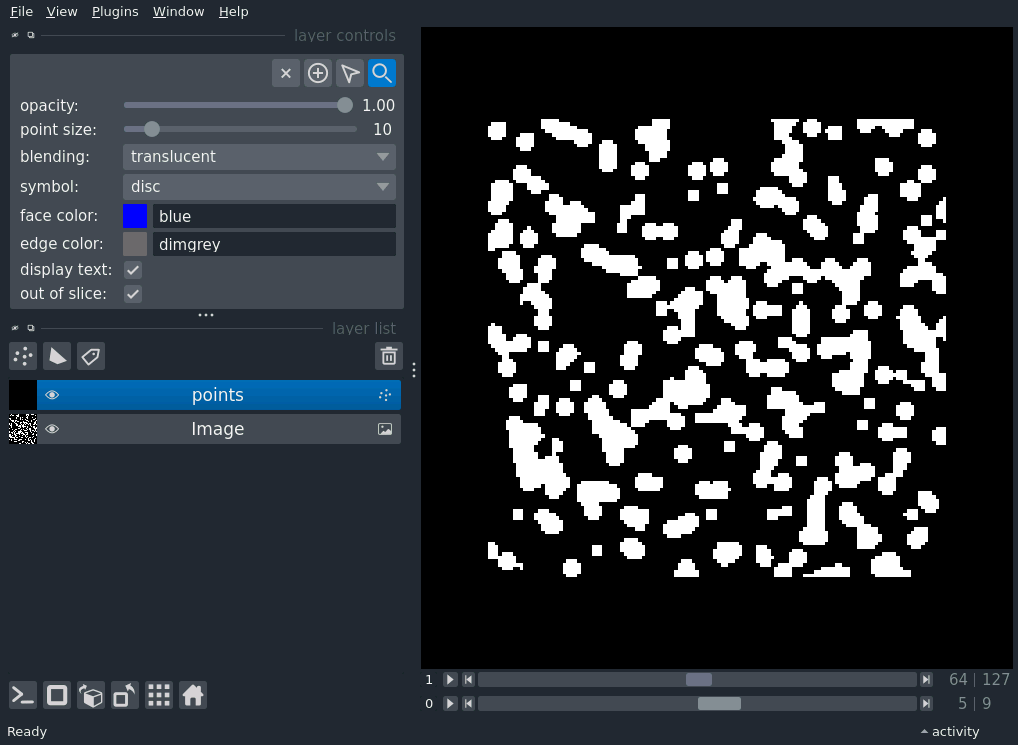 File View Plugins Window Help
layer controls
opacity: 1.00
point size: 10
blending: translucent
symbol: disc
face color: blue
edge color: dimgrey
display text:
out of slice:
layer list
points
Image
1 64 | 127
0 5 | 9
Ready activity